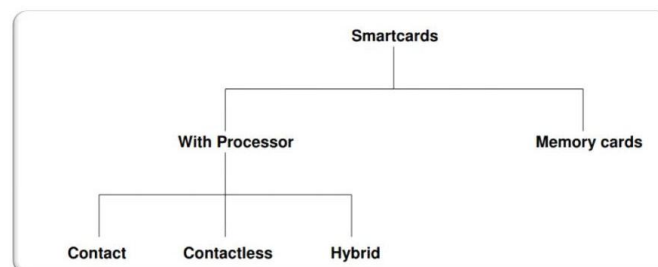 Smartcards
With Processor Memory cards
Contact Contactless Hybrid